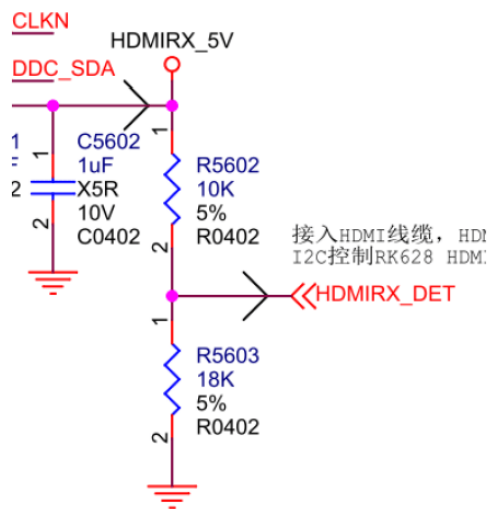 CLKN
HDMIRX_5V
DDC_SDA
1
C5602
1uF
X5R
10V
C0402
1
2
1
R5602
10K
5%
R0402
2
接入HDMI线缆，HD
I2C控制RK628 HDM
HDMIRX_DET
1
R5603
18K
5%
R0402
2